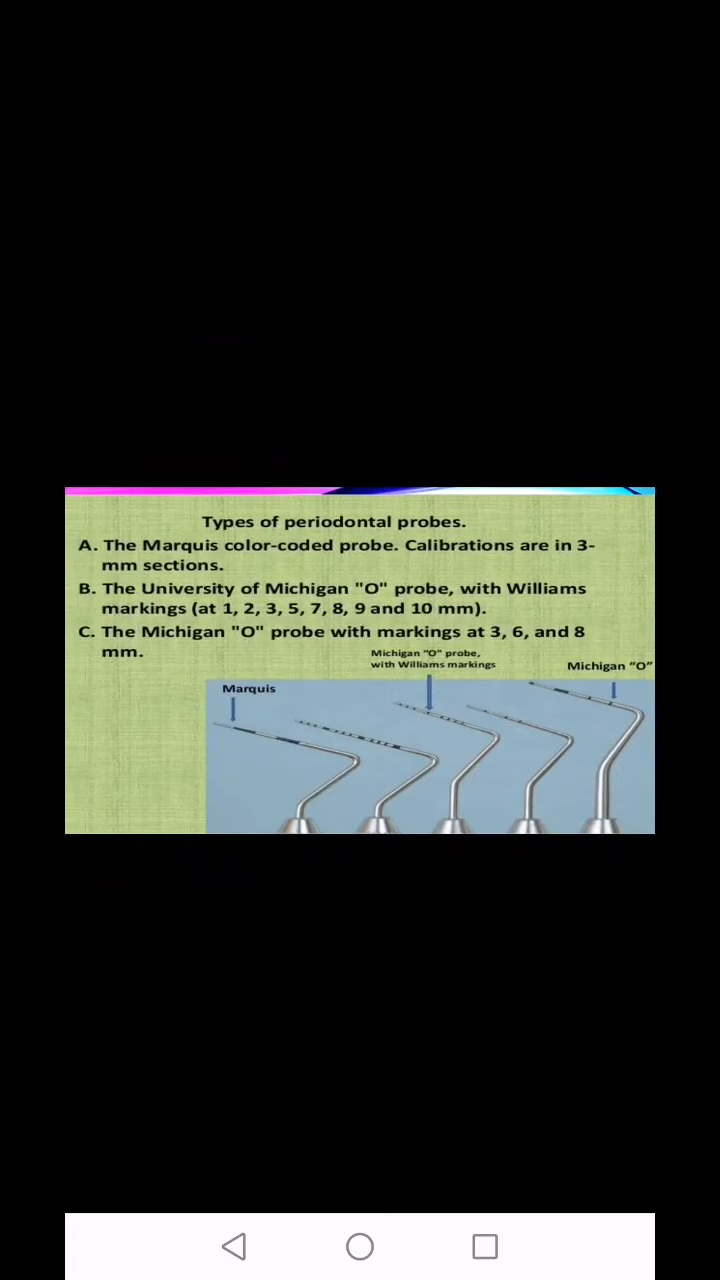 Types of periodontal probes.
A. The Marquis color-coded probe. Calibrations are in 3-
mm sections.
B. The University of Michigan "O" probe, with Williams
markings (at 1, 2, 3, 5, 7, 8, 9 and 10 mm).
C. The Michigan "O" probe with markings at 3, 6, and 8
mm.
Michigan "O" probe,
with Williams markings
Michigan "O"
Marquis